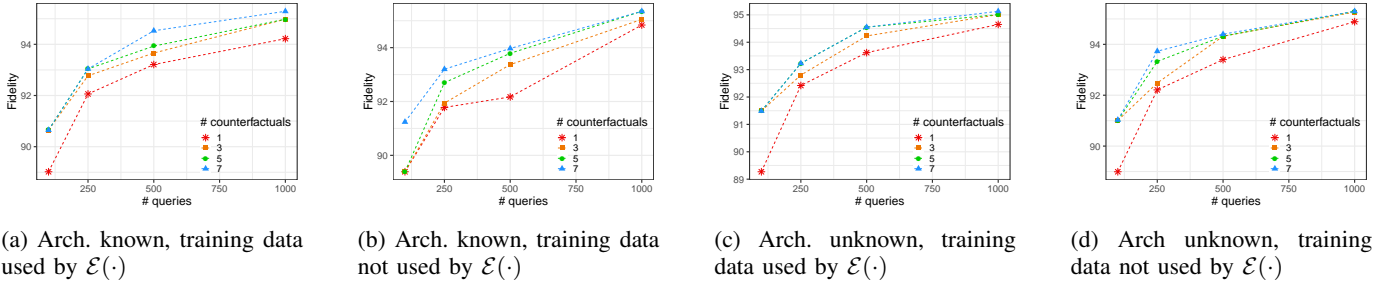 94
92
90
Fidelity
250
500
750
1000
# queries
# counterfactuals
1
3
5
7
94
92
90
Fidelity
250
500
750
1000
# queries
# counterfactuals
1
3
5
7
95
94
93
92
91
90
89
Fidelity
250
500
750
1000
# queries
# counterfactuals
1
3
5
7
94
92
90
Fidelity
250
500
750
1000
# queries
# counterfactuals
1
3
5
7
(a) Arch. known, training data
used by ℰ(·)
(b) Arch. known, training data
not used by ℰ(·)
(c) Arch. unknown, training
data used by ℰ(·)
(d) Arch unknown, training
data not used by ℰ(·)